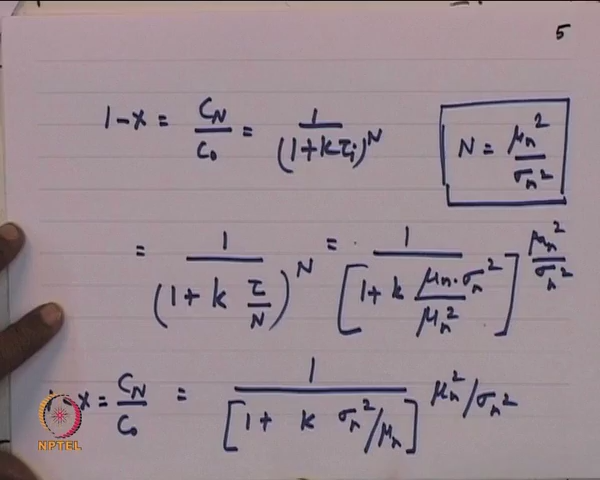 5
1-x = C_N/C_0 = 1/(1+kτ_i)^N
N = μ_n^2/σ_n^2
= 1/(1 + k τ/N)^N = 1/[1 + k μ_n·σ_n^2/μ_n^2]^(μ_n^2/σ_n^2)
1-x = C_N/C_0 = 1/[1 + k σ_n^2/μ_n] μ_n^2/σ_n^2
NPTEL